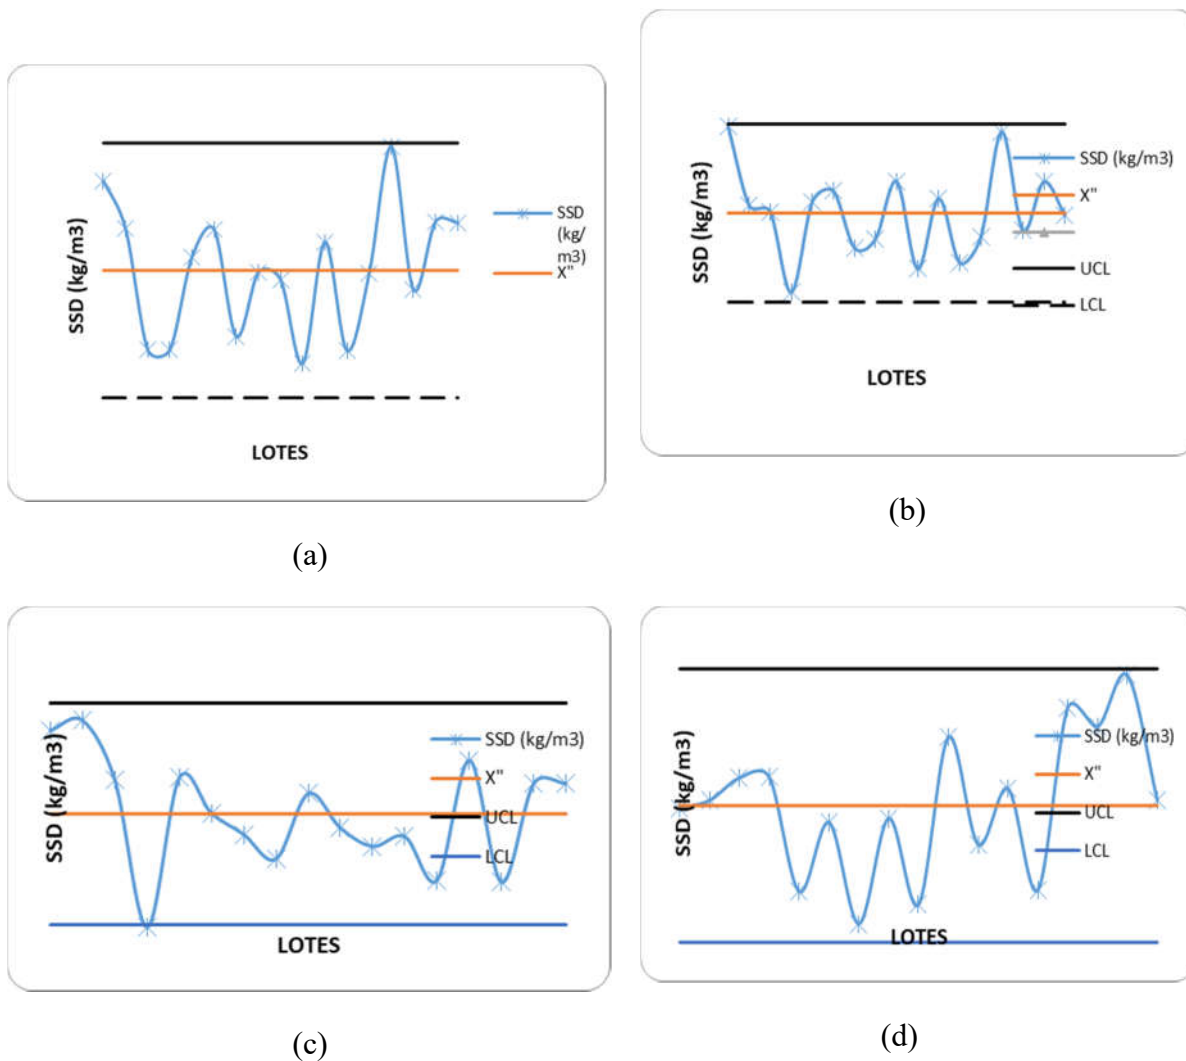 SSD (kg/m3)
SSD
(kg/
m3)
X"
LOTES
(a)
SSD (kg/m3)
SSD (kg/m3)
X"
UCL
LCL
LOTES
(b)
SSD (kg/m3)
SSD (kg/m3)
X"
UCL
LCL
LOTES
(c)
SSD (kg/m3)
SSD (kg/m3)
X"
UCL
LCL
LOTES
(d)